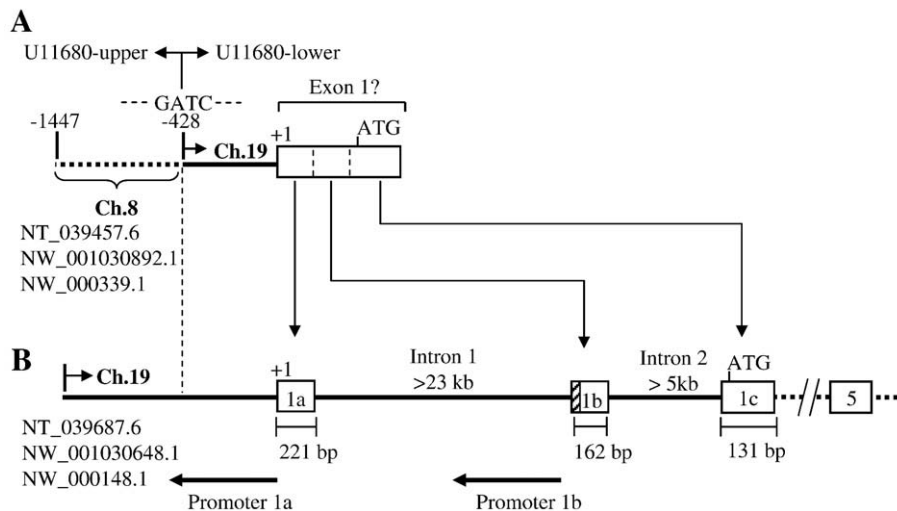 A
U11680-upper U11680-lower
Exon 1?
GATC
-1447 -428 +1 ATG
Ch.19
Ch.8
NT_039457.6
NW_001030892.1
NW_000339.1
B
Ch.19 +1 Intron 1 Intron 2 ATG
>23 kb > 5kb
1a 1b 1c 5
NT_039687.6
NW_001030648.1
NW_000148.1
221 bp 162 bp 131 bp
Promoter 1a Promoter 1b